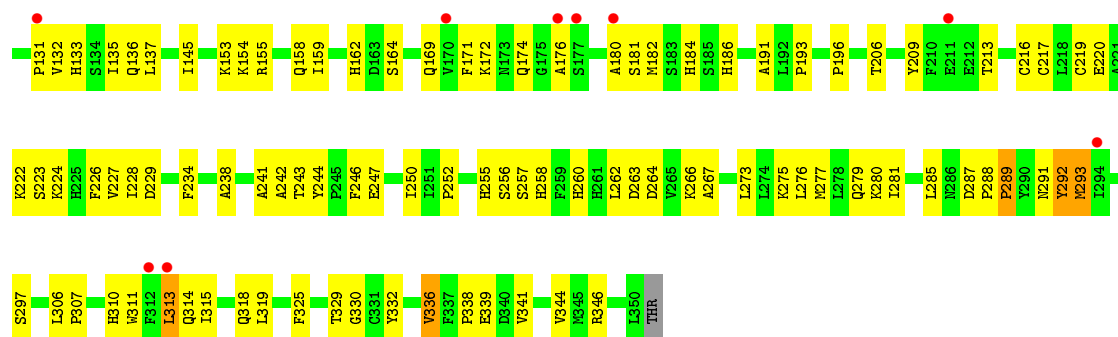 P131 V132 H133 S134 I135 Q136 L137 I145 K153 K154 R155 Q158 I159 H162 D163 S164 Q169 V170 F171 K172 N173 Q174 G175 A176 S177 A180 S181 M182 S183 H184 S185 H186 A191 L192 P193 P196 T206 Y209 F210 E211 E212 T213 C216 C217 L218 C219 E220 A221
K222 S223 K224 H225 F226 V227 I228 D229 F234 A238 A241 A242 T243 Y244 P245 F246 E247 I250 I251 P252 H255 S256 S257 H258 F259 H260 H261 L262 D263 D264 V265 K266 A267 L273 L274 K275 L276 M277 L278 Q279 K280 I281 L285 N286 D287 P288 P289 Y290 N291 Y292 M293 I294
S297 L306 P307 H310 W311 F312 L313 Q314 I315 Q318 L319 F325 T329 G330 C331 Y332 V336 F337 P338 E339 D340 V341 V344 M345 R346 L350 THR